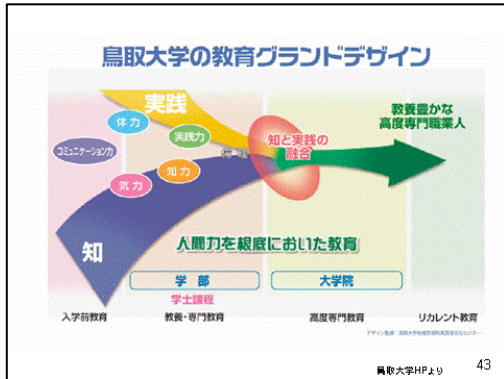 鳥取大学の教育グランドデザイン
実践
体力
コミュニケーション力
実践力
気力
知力
知と実践の
融合
教養豊かな
高度専門職業人
知
人間力を根底においた教育
学部
大学院
学士課程
入学前教育
教養・専門教育
高度専門教育
リカレント教育
鳥取大学HPより
43